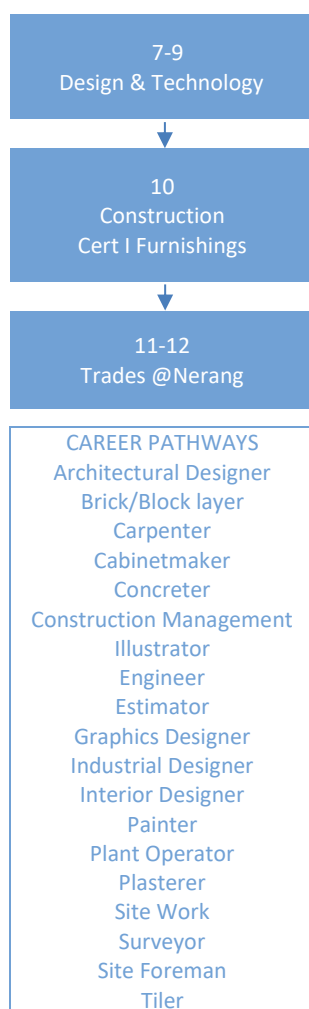 7-9
Design & Technology
10
Construction
Cert I Furnishings
11-12
Trades @Nerang
CAREER PATHWAYS
Architectural Designer
Brick/Block layer
Carpenter
Cabinetmaker
Concreter
Construction Management
Illustrator
Engineer
Estimator
Graphics Designer
Industrial Designer
Interior Designer
Painter
Plant Operator
Plasterer
Site Work
Surveyor
Site Foreman
Tiler